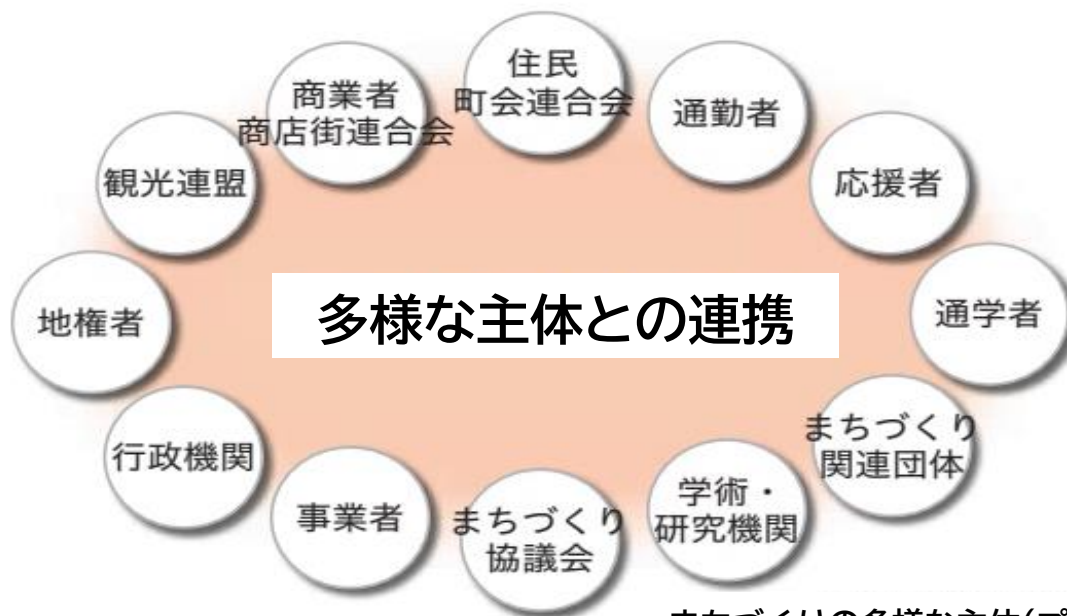 住民
町会連合会
商業者
商店街連合会
通勤者
観光連盟
応援者
地権者
通学者
多様な主体との連携
行政機関
まちづくり
関連団体
事業者
まちづくり
協議会
学術・
研究機関